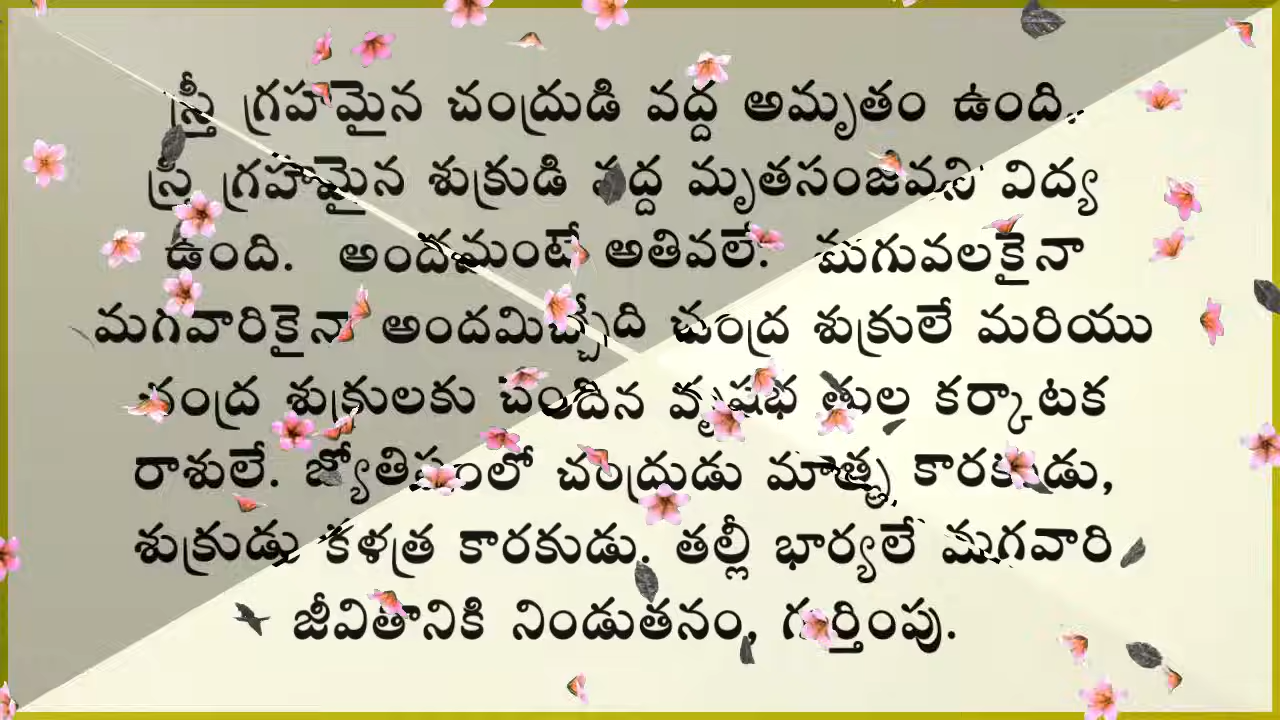 స్త్రీ గ్రహమైన చంద్రుడి వద్ద అమృతం ఉంది.
స్త్రీ గ్రహమైన శుక్రుడి వద్ద మృతసంజీవని విద్య
ఉంది. అందమంటే అతివలే. మగువలకైనా
మగవారికైనా అందమిచ్చేది చంద్ర శుక్రులే మరియు
చంద్ర శుక్రులకు చెందిన వృషభ తుల కర్కాటక
రాశులే. జ్యోతిషంలో చంద్రుడు మాతృ కారకుడు,
శుక్రుడు కళత్ర కారకుడు. తల్లీ భార్యలే మగవారి
జీవితానికి నిండుతనం, గుర్తింపు.